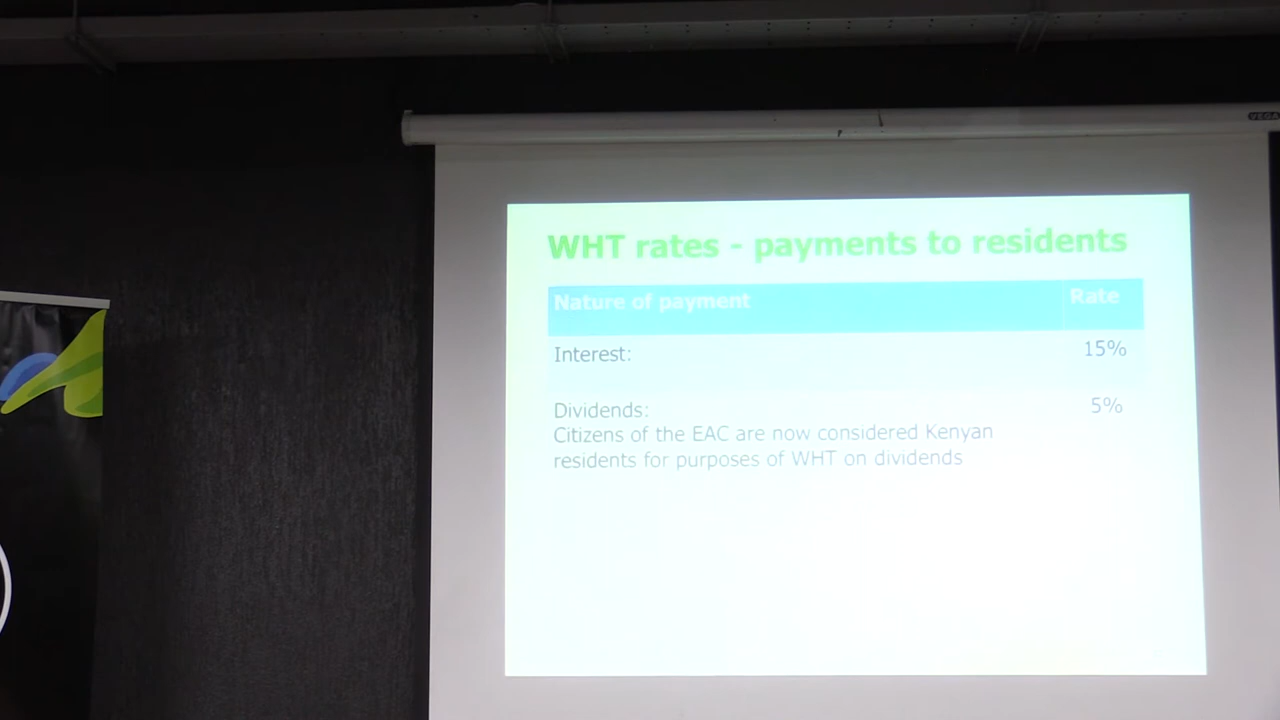 VEGA
WHT rates - payments to residents
Nature of payment Rate
Interest: 15%
Dividends: 5%
Citizens of the EAC are now considered Kenyan
residents for purposes of WHT on dividends